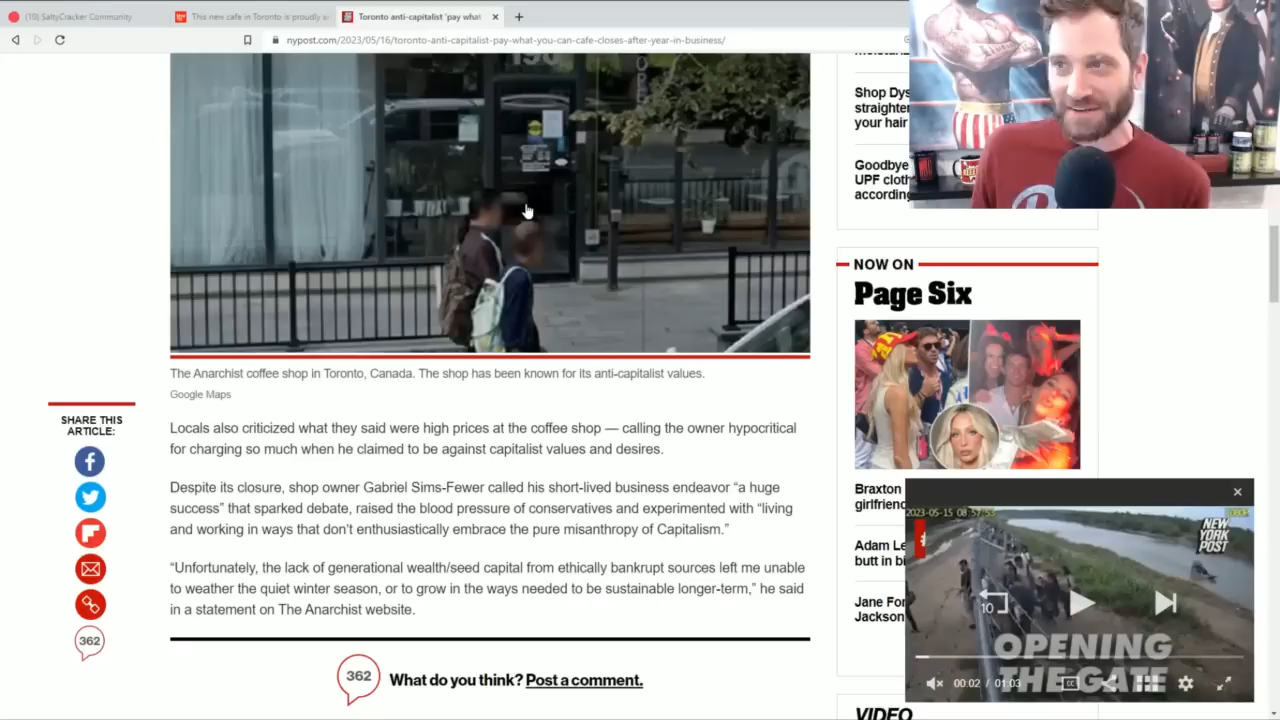 (10) SaltyCracker Community
This new cafe in Toronto is proudly a
Toronto anti-capitalist 'pay what
nypost.com/2023/05/16/toronto-anti-capitalist-pay-what-you-can-cafe-closes-after-year-in-business/
Shop Dys
straighter
your hair
Goodbye
UPF cloth
according
NOW ON
Page Six
The Anarchist coffee shop in Toronto, Canada. The shop has been known for its anti-capitalist values.
Google Maps
SHARE THIS
ARTICLE:
Locals also criticized what they said were high prices at the coffee shop — calling the owner hypocritical
for charging so much when he claimed to be against capitalist values and desires.
Despite its closure, shop owner Gabriel Sims-Fewer called his short-lived business endeavor “a huge
success” that sparked debate, raised the blood pressure of conservatives and experimented with “living
and working in ways that don’t enthusiastically embrace the pure misanthropy of Capitalism.”
“Unfortunately, the lack of generational wealth/seed capital from ethically bankrupt sources left me unable
to weather the quiet winter season, or to grow in the ways needed to be sustainable longer-term,” he said
in a statement on The Anarchist website.
362
362
What do you think? Post a comment.
Braxton
girlfriend
Adam Le
butt in bi
Jane For
Jackson
2023-05-15 08:57:53
NEW
YORK
POST
10
OPENING
THE GATE
00:02 / 01:03
CC
VIDEO